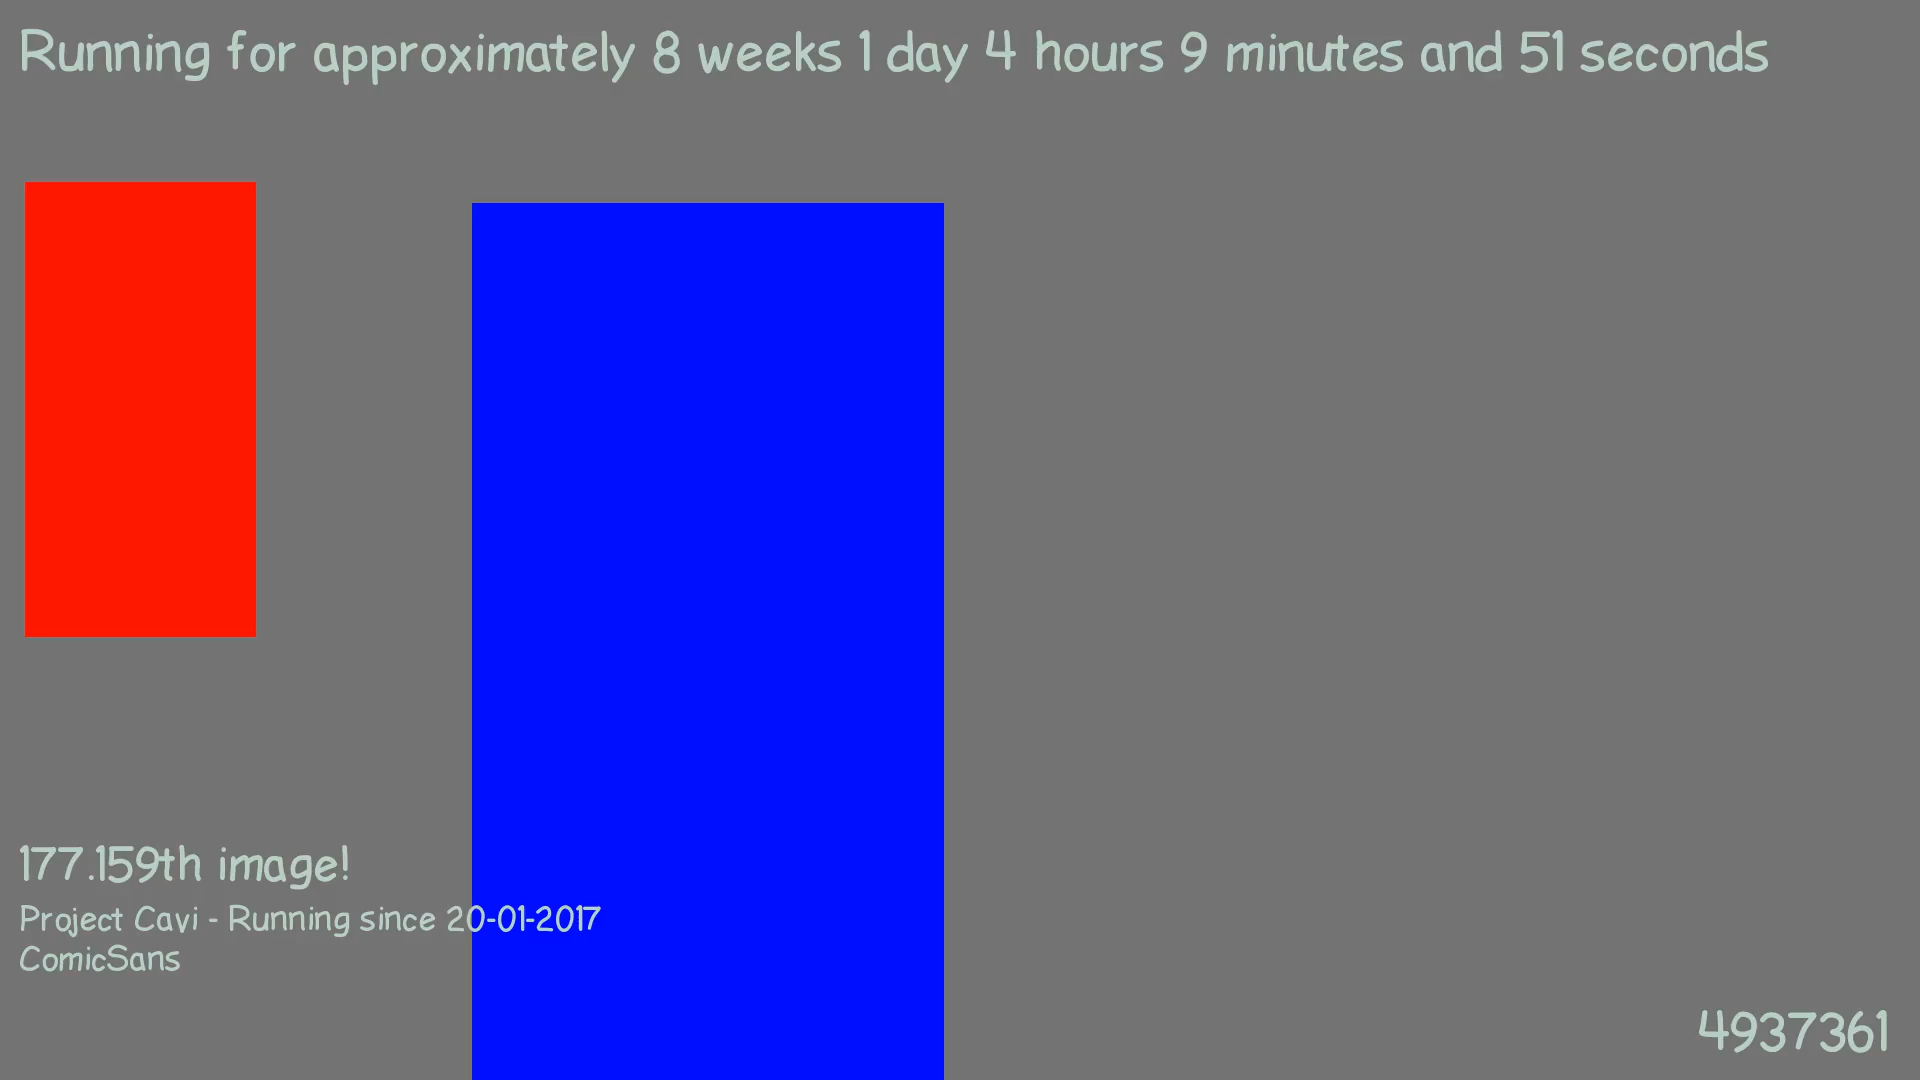 Running for approximately 8 weeks 1 day 4 hours 9 minutes and 51 seconds
177.159th image!
Project Cavi - Running since 20-01-2017
ComicSans
4937361